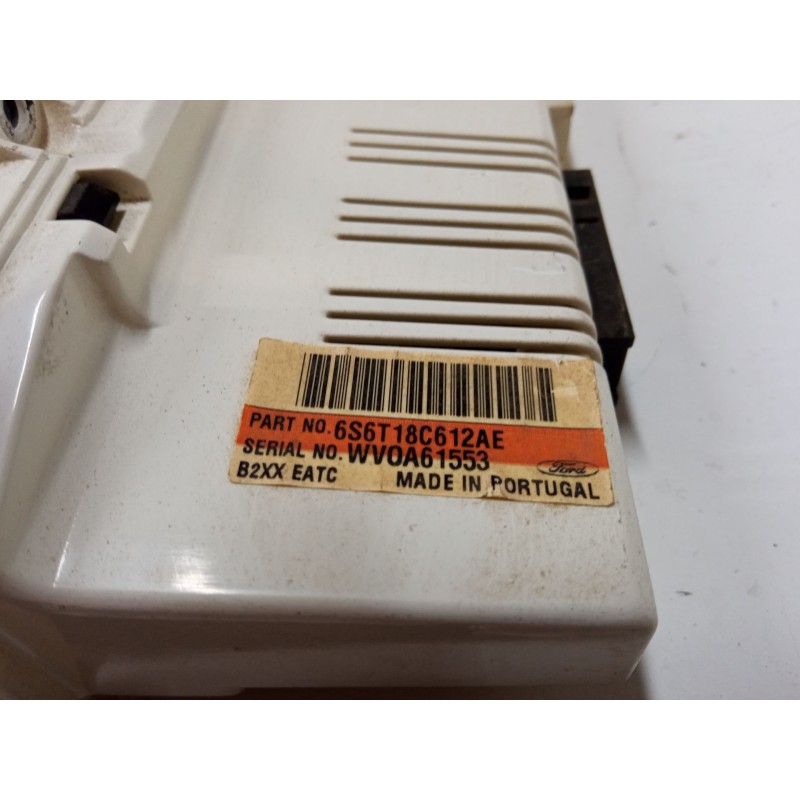 PART NO. 6S6T18C612AE
SERIAL NO. WV0A61553
Ford
B2XX EATC MADE IN PORTUGAL